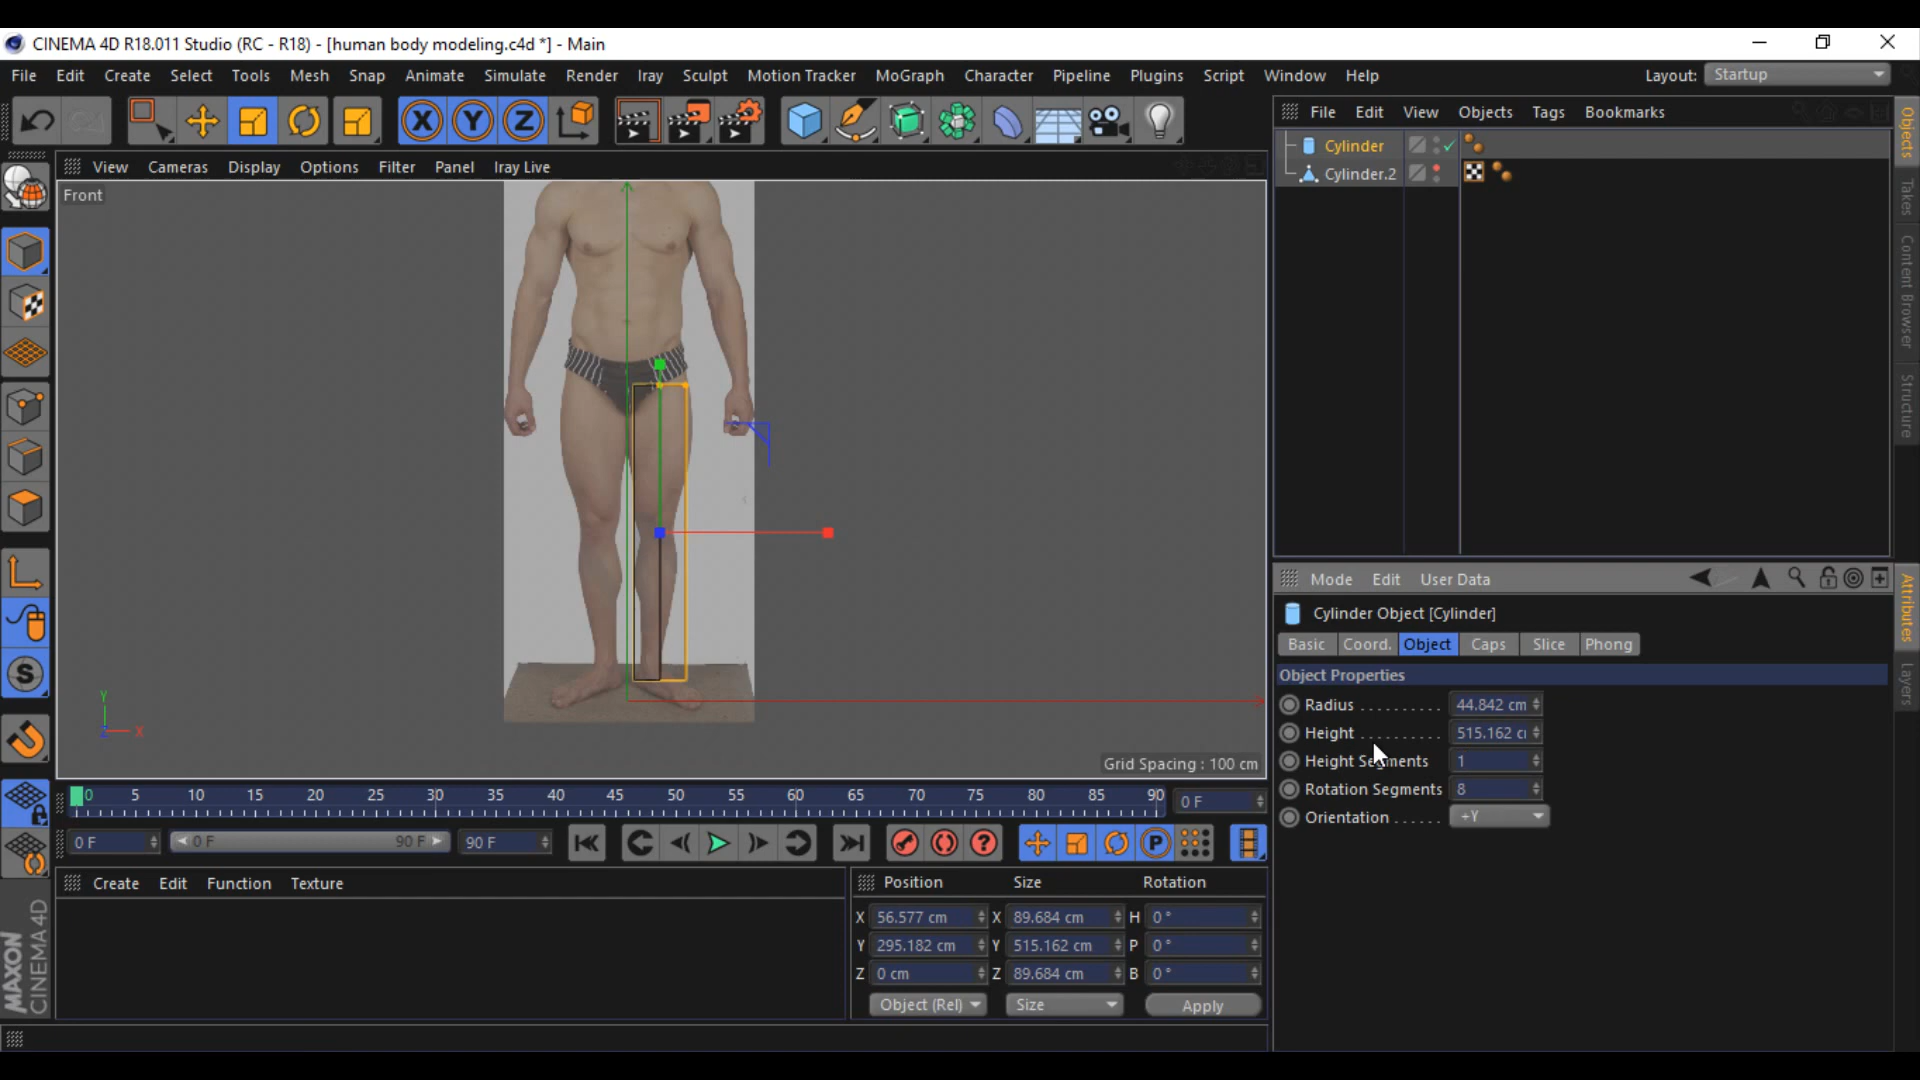 CINEMA 4D R18.011 Studio (RC - R18) - [human body modeling.c4d *] - Main
File Edit Create Select Tools Mesh Snap Animate Simulate Render Iray Sculpt Motion Tracker MoGraph Character Pipeline Plugins Script Window Help Layout: Startup
X Y Z
File Edit View Objects Tags Bookmarks
Cylinder
Cylinder.2
View Cameras Display Options Filter Panel Iray Live
Front
Y
Z X
Grid Spacing : 100 cm
Objects
Takes
Content Browser
Structure
Mode Edit User Data
Cylinder Object [Cylinder]
Basic Coord. Object Caps Slice Phong
Object Properties
Radius . . . . . . . . . . 44.842 cm
Height . . . . . . . . . . 515.162 c
Height Segments 1
Rotation Segments 8
Orientation . . . . . . +Y
Attributes
Layers
0 5 10 15 20 25 30 35 40 45 50 55 60 65 70 75 80 85 90 0 F
0 F 0 F 90 F 90 F P
Create Edit Function Texture
Position Size Rotation
X 56.577 cm X 89.684 cm H 0 °
Y 295.182 cm Y 515.162 cm P 0 °
Z 0 cm Z 89.684 cm B 0 °
Object (Rel) Size Apply
MAXON
CINEMA 4D